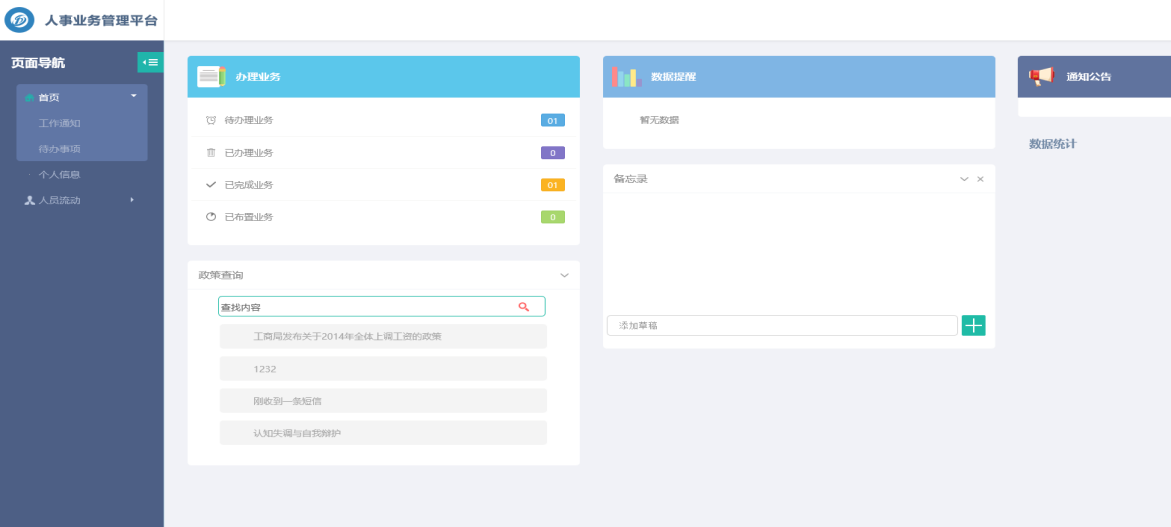 人事业务管理平台
页面导航
首页
工作通知
待办事项
个人信息
人员流动
办理业务
待办理业务 01
已办理业务 0
已完成业务 01
已布置业务 0
政策查询
查找内容
工商局发布关于2014年全体上调工资的政策
1232
刚收到一条短信
认知失调与自我辩护
数据提醒
暂无数据
备忘录
添加草稿
通知公告
数据统计